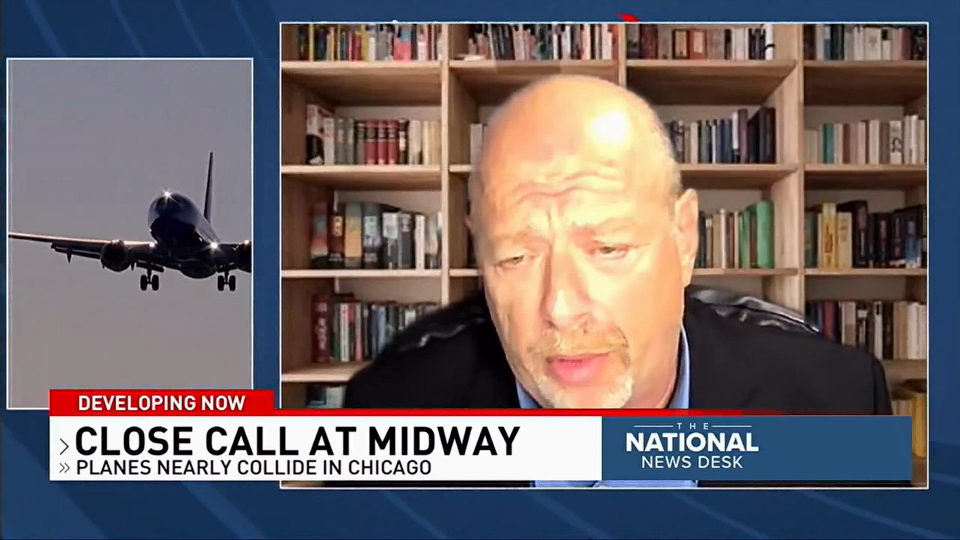 DEVELOPING NOW
CLOSE CALL AT MIDWAY
PLANES NEARLY COLLIDE IN CHICAGO
THE
NATIONAL
NEWS DESK